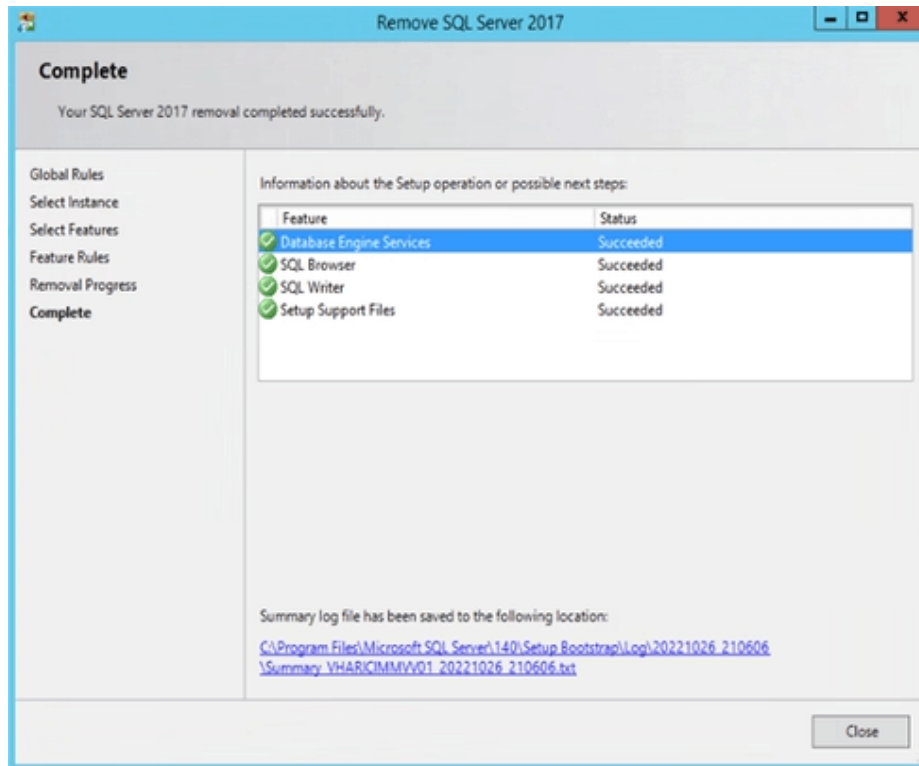 Remove SQL Server 2017
Complete
Your SQL Server 2017 removal completed successfully.
Global Rules
Select Instance
Select Features
Feature Rules
Removal Progress
Complete
Information about the Setup operation or possible next steps:
Feature Status
Database Engine Services Succeeded
SQL Browser Succeeded
SQL Writer Succeeded
Setup Support Files Succeeded
Summary log file has been saved to the following location:
C:\Program Files\Microsoft SQL Server\140\Setup Bootstrap\Log\20221026_210606
Close